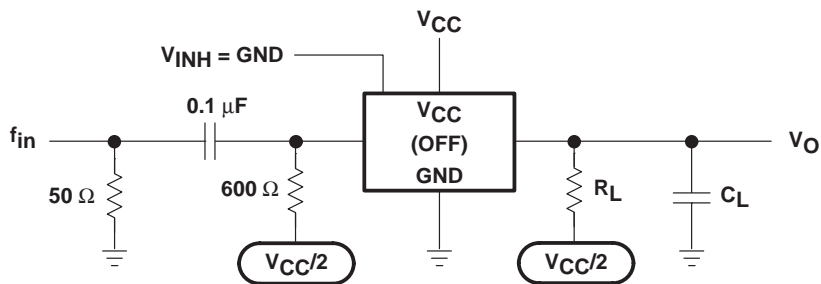 VCC
VINH = GND
0.1 μF
VCC
(OFF)
GND
fin
VO
50 Ω
600 Ω
RL
CL
VCC/2
VCC/2